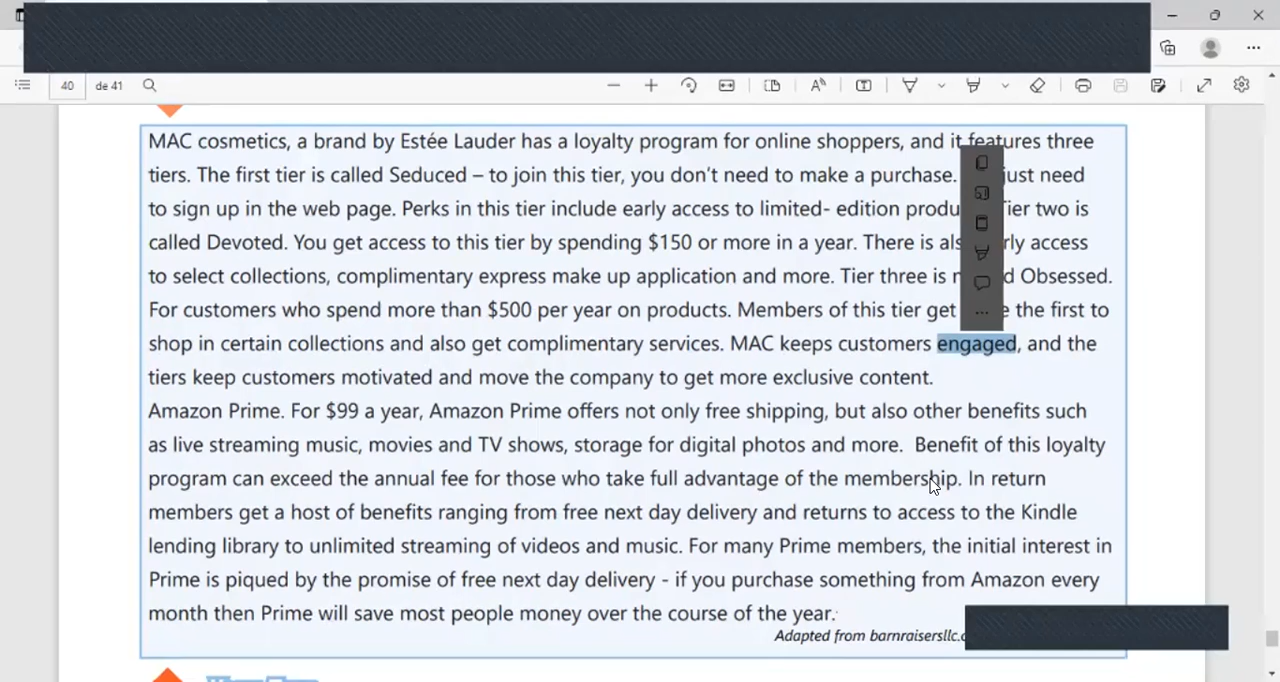 40 de 41
MAC cosmetics, a brand by Estée Lauder has a loyalty program for online shoppers, and it features three
tiers. The first tier is called Seduced – to join this tier, you don't need to make a purchase. just need
to sign up in the web page. Perks in this tier include early access to limited- edition Tier two is
called Devoted. You get access to this tier by spending $150 or more in a year. There is access
to select collections, complimentary express make up application and more. Tier three is Obsessed.
For customers who spend more than $500 per year on products. Members of this tier get the first to
shop in certain collections and also get complimentary services. MAC keeps customers engaged, and the
tiers keep customers motivated and move the company to get more exclusive content.
Amazon Prime. For $99 a year, Amazon Prime offers not only free shipping, but also other benefits such
as live streaming music, movies and TV shows, storage for digital photos and more. Benefit of this loyalty
program can exceed the annual fee for those who take full advantage of the membership. In return
members get a host of benefits ranging from free next day delivery and returns to access to the Kindle
lending library to unlimited streaming of videos and music. For many Prime members, the initial interest in
Prime is piqued by the promise of free next day delivery - if you purchase something from Amazon every
month then Prime will save most people money over the course of the year.
Adapted from